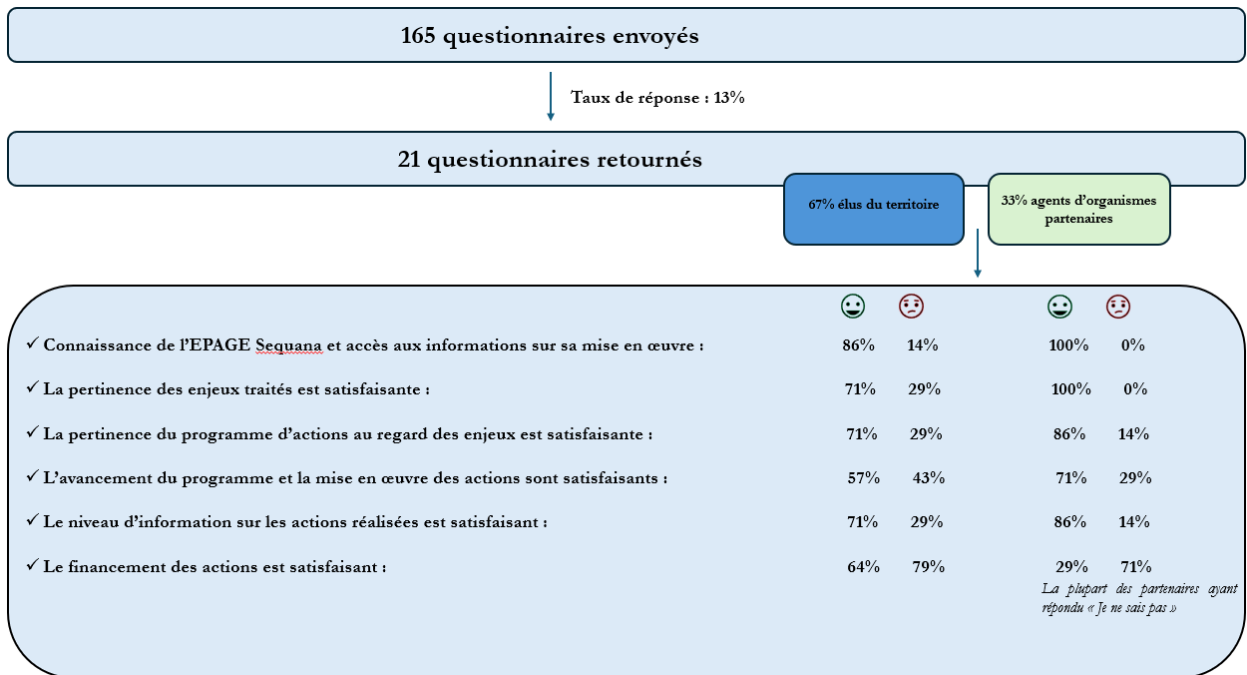 165 questionnaires envoyés
Taux de réponse : 13%
21 questionnaires retournés
67% élus du territoire
33% agents d’organismes
partenaires
✓ Connaissance de l’EPAGE Sequana et accès aux informations sur sa mise en œuvre : 86% 14% 100% 0%
✓ La pertinence des enjeux traités est satisfaisante : 71% 29% 100% 0%
✓ La pertinence du programme d’actions au regard des enjeux est satisfaisante : 71% 29% 86% 14%
✓ L’avancement du programme et la mise en œuvre des actions sont satisfaisants : 57% 43% 71% 29%
✓ Le niveau d’information sur les actions réalisées est satisfaisant : 71% 29% 86% 14%
✓ Le financement des actions est satisfaisant : 64% 79% 29% 71%
La plupart des partenaires ayant
répondu « Je ne sais pas »